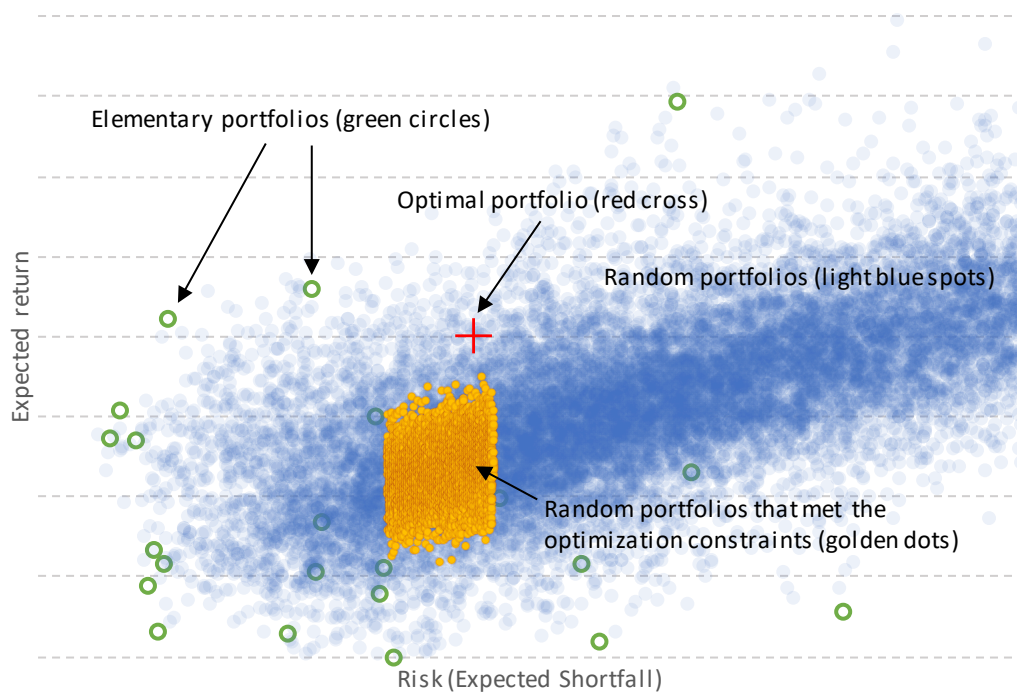 Elementary portfolios (green circles)
Optimal portfolio (red cross)
Random portfolios (light blue spots)
Expected return
Random portfolios that met the
optimization constraints (golden dots)
Risk (Expected Shortfall)